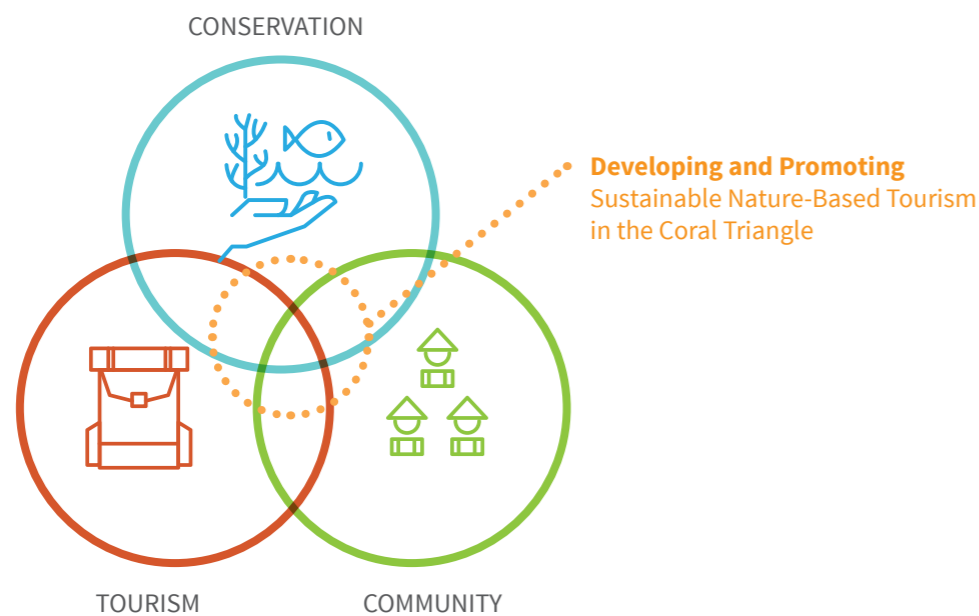 CONSERVATION
Developing and Promoting
Sustainable Nature-Based Tourism
in the Coral Triangle
TOURISM
COMMUNITY